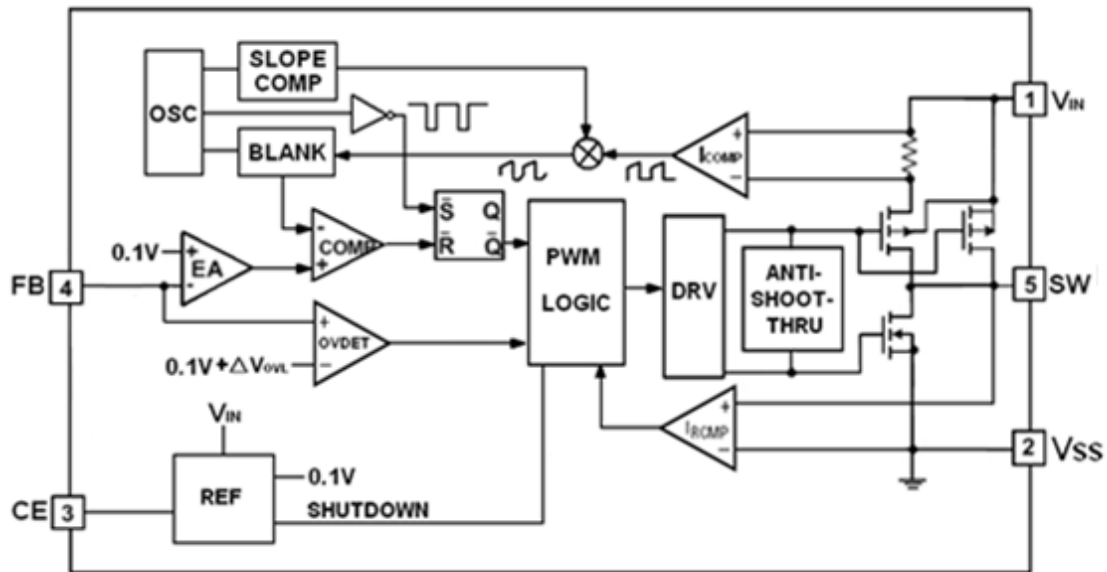 SLOPE
COMP
OSC
BLANK
ICOMP
+
−
1 VIN
S̅ Q
R̅ Q̅
PWM
LOGIC
DRV
ANTI-
SHOOT-
THRU
5 SW
0.1V
+
EA
-
-
COMP
+
FB 4
+
OVDET
−
0.1V+△VOVL
IRCMP
+
−
2 VSS
VIN
REF
0.1V
SHUTDOWN
CE 3